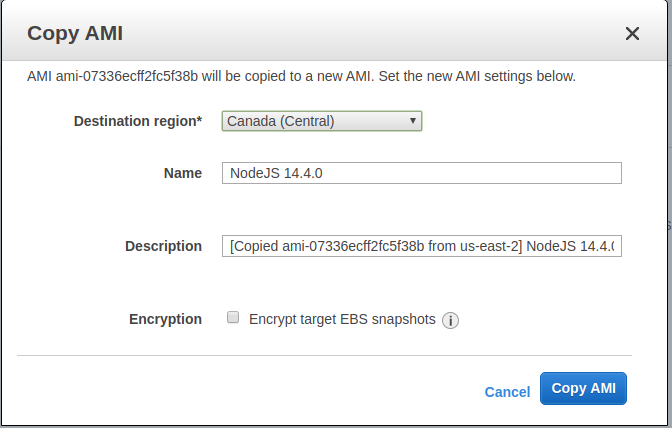 Copy AMI
AMI ami-07336ecff2fc5f38b will be copied to a new AMI. Set the new AMI settings below.
Destination region* Canada (Central)
Name NodeJS 14.4.0
Description [Copied ami-07336ecff2fc5f38b from us-east-2] NodeJS 14.4.0
Encryption Encrypt target EBS snapshots
Cancel Copy AMI